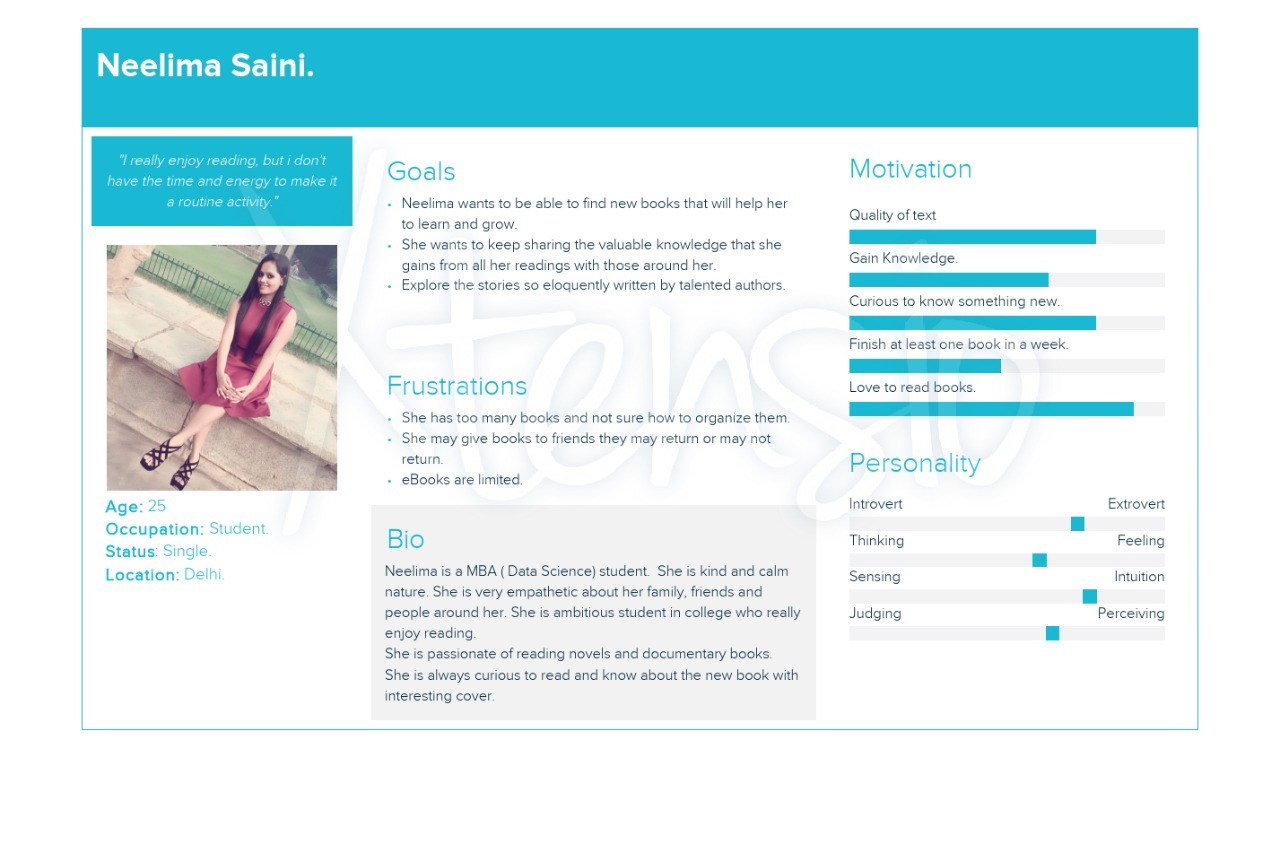 Neelima Saini.
"I really enjoy reading, but i don't
have the time and energy to make it
a routine activity."
Age: 25
Occupation: Student.
Status: Single.
Location: Delhi.
Goals
• Neelima wants to be able to find new books that will help her
to learn and grow.
• She wants to keep sharing the valuable knowledge that she
gains from all her readings with those around her.
• Explore the stories so eloquently written by talented authors.
Frustrations
• She has too many books and not sure how to organize them.
• She may give books to friends they may return or may not
return.
• eBooks are limited.
Bio
Neelima is a MBA ( Data Science) student.  She is kind and calm
nature. She is very empathetic about her family, friends and
people around her. She is ambitious student in college who really
enjoy reading.
She is passionate of reading novels and documentary books.
She is always curious to read and know about the new book with
interesting cover.
Motivation
Quality of text
Gain Knowledge.
Curious to know something new.
Finish at least one book in a week.
Love to read books.
Personality
Introvert Extrovert
Thinking Feeling
Sensing Intuition
Judging Perceiving
Xtensio